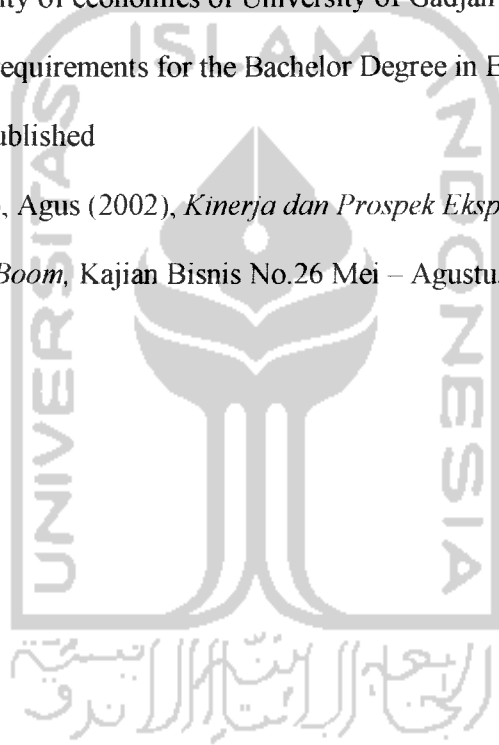 ity of economics of University of Gadjah
equirements for the Bachelor Degree in E
ublished
, Agus (2002), Kinerja dan Prospek Eksp
Boom, Kajian Bisnis No.26 Mei – Agustu
ISLAM
UNIVERSITAS
INDONESIA